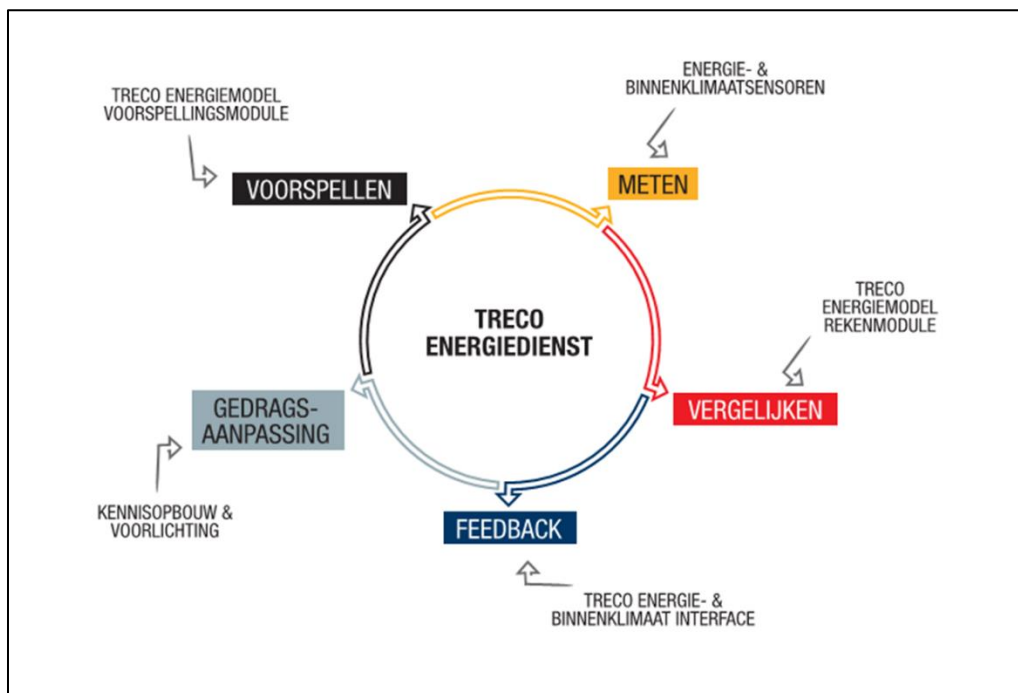 ENERGIE- &
BINNENKLIMAATSENSOREN
TRECO ENERGIEMODEL
VOORSPELLINGSMODULE
VOORSPELLEN
METEN
TRECO
ENERGIEMODEL
REKENMODULE
TRECO
ENERGIEDIENST
VERGELIJKEN
GEDRAGS-
AANPASSING
KENNISOPBOUW &
VOORLICHTING
FEEDBACK
TRECO ENERGIE- &
BINNENKLIMAAT INTERFACE